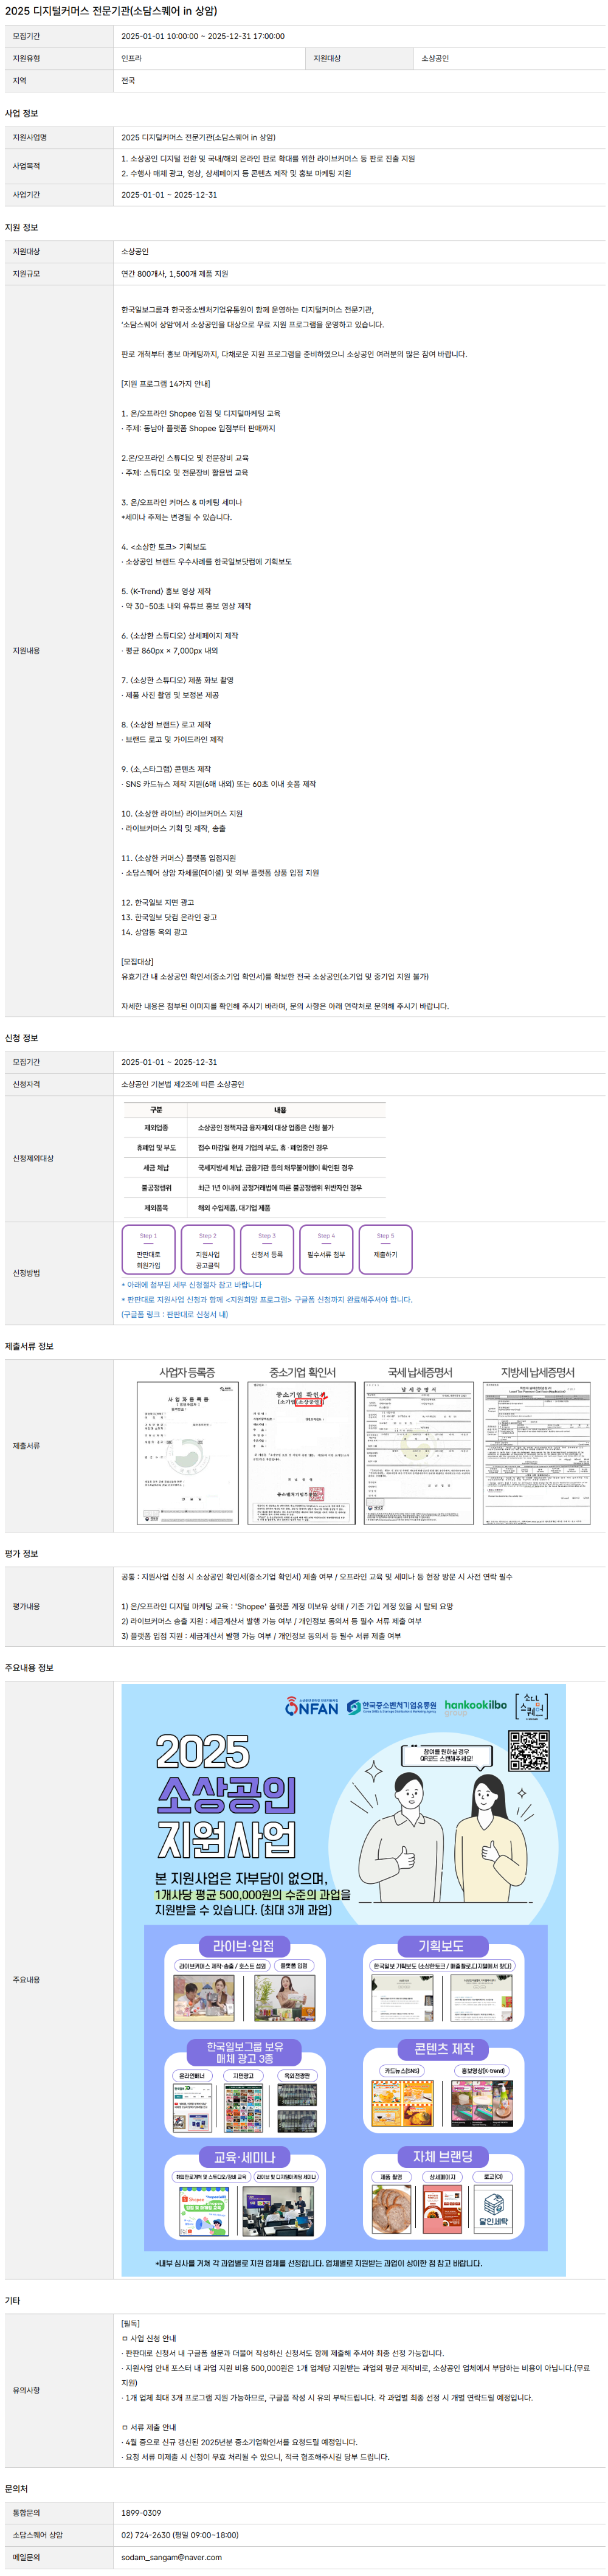 2025 디지털커머스 전문기관(소담스퀘어 in 상암)
모집기간 2025-01-01 10:00:00 ~ 2025-12-31 17:00:00
지원유형 인프라 지원대상 소상공인
지역 전국
사업 정보
지원사업명 2025 디지털커머스 전문기관(소담스퀘어 in 상암)
사업목적
1. 소상공인 디지털 전환 및 국내/해외 온라인 판로 확대를 위한 라이브커머스 등 판로 진출 지원
2. 수행사 매체 광고, 영상, 상세페이지 등 콘텐츠 제작 및 홍보 마케팅 지원
사업기간 2025-01-01 ~ 2025-12-31
지원 정보
지원대상 소상공인
지원규모 연간 800개사, 1,500개 제품 지원
지원내용
한국일보그룹과 한국중소벤처기업유통원이 함께 운영하는 디지털커머스 전문기관,
'소담스퀘어 상암'에서 소상공인을 대상으로 무료 지원 프로그램을 운영하고 있습니다.
판로 개척부터 홍보 마케팅까지, 다채로운 지원 프로그램을 준비하였으니 소상공인 여러분의 많은 참여 바랍니다.
[지원 프로그램 14가지 안내]
1. 온/오프라인 Shopee 입점 및 디지털마케팅 교육
· 주제: 동남아 플랫폼 Shopee 입점부터 판매까지
2.온/오프라인 스튜디오 및 전문장비 교육
· 주제: 스튜디오 및 전문장비 활용법 교육
3. 온/오프라인 커머스 & 마케팅 세미나
*세미나 주제는 변경될 수 있습니다.
4. <소상한 토크> 기획보도
· 소상공인 브랜드 우수사례를 한국일보닷컴에 기획보도
5. <K-Trend> 홍보 영상 제작
· 약 30~50초 내외 유튜브 홍보 영상 제작
6. <소상한 스튜디오> 상세페이지 제작
· 평균 860px × 7,000px 내외
7. <소상한 스튜디오> 제품 화보 촬영
· 제품 사진 촬영 및 보정본 제공
8. <소상한 브랜드> 로고 제작
· 브랜드 로고 및 가이드라인 제작
9. <소,스타그램> 콘텐츠 제작
· SNS 카드뉴스 제작 지원(6매 내외) 또는 60초 이내 숏폼 제작
10. <소상한 라이브> 라이브커머스 지원
· 라이브커머스 기획 및 제작, 송출
11. <소상한 커머스> 플랫폼 입점지원
· 소담스퀘어 상암 자체몰(데이셀) 및 외부 플랫폼 상품 입점 지원
12. 한국일보 지면 광고
13. 한국일보 닷컴 온라인 광고
14. 상암동 옥외 광고
[모집대상]
유효기간 내 소상공인 확인서(중소기업 확인서)를 확보한 전국 소상공인(소기업 및 중기업 지원 불가)
자세한 내용은 첨부된 이미지를 확인해 주시기 바라며, 문의 사항은 아래 연락처로 문의해 주시기 바랍니다.
신청 정보
모집기간 2025-01-01 ~ 2025-12-31
신청자격 소상공인 기본법 제2조에 따른 소상공인
신청제외대상
구분 내용
제외업종 소상공인 정책자금 융자제외 대상 업종은 신청 불가
휴폐업 및 부도 접수 마감일 현재 기업의 부도, 휴·폐업중인 경우
세금 체납 국세지방세 체납, 금융기관 등의 채무불이행이 확인된 경우
불공정행위 최근 1년 이내에 공정거래법에 따른 불공정행위 위반자인 경우
제외품목 해외 수입제품, 대기업 제품
신청방법
Step 1 Step 2 Step 3 Step 4 Step 5
판판대로 회원가입 지원사업 공고클릭 신청서 등록 필수서류 첨부 제출하기
* 아래에 첨부된 세부 신청절차 참고 바랍니다
* 판판대로 지원사업 신청과 함께 <지원희망 프로그램> 구글폼 신청까지 완료해주셔야 합니다.
(구글폼 링크 : 판판대로 신청서 내)
제출서류 정보
제출서류
사업자 등록증 중소기업 확인서 국세 납세증명서 지방세 납세증명서
사업자등록증
중소기업 확인서
[소기업(소상공인)]
납세증명서
평가 정보
평가내용
공통 : 지원사업 신청 시 소상공인 확인서(중소기업 확인서) 제출 여부 / 오프라인 교육 및 세미나 등 현장 방문 시 사전 연락 필수
1) 온/오프라인 디지털 마케팅 교육 : 'Shopee' 플랫폼 계정 미보유 상태 / 기존 가입 계정 있을 시 탈퇴 요망
2) 라이브커머스 송출 지원 : 세금계산서 발행 가능 여부 / 개인정보 동의서 등 필수 서류 제출 여부
3) 플랫폼 입점 지원 : 세금계산서 발행 가능 여부 / 개인정보 동의서 등 필수 서류 제출 여부
주요내용 정보
주요내용
ONFAN 한국중소벤처기업유통원 hankookilbo group 소담스퀘어
참여를 원하실 경우
QR코드 스캔해주세요!
2025
소상공인
지원사업
본 지원사업은 자부담이 없으며,
1개사당 평균 500,000원의 수준의 과업을
지원받을 수 있습니다. (최대 3개 과업)
라이브·입점
라이브커머스 제작·송출 / 호스트 섭외 플랫폼 입점
기획보도
한국일보 기획보도 (소상한토크 / 매출활로,디지털에서 찾다)
한국일보그룹 보유
매체 광고 3종
온라인배너 지면광고 옥외전광판
콘텐츠 제작
카드뉴스(SNS) 홍보영상(K-trend)
교육·세미나
해외판로개척 및 스튜디오/장비 교육 라이브 및 디지털마케팅 세미나
Shopee
자체 브랜딩
제품 촬영 상세페이지 로고(CI)
달인세탁
*내부 심사를 거쳐 각 과업별로 지원 업체를 선정합니다. 업체별로 지원받는 과업이 상이한 점 참고 바랍니다.
기타
유의사항
[필독]
ㅁ 사업 신청 안내
· 판판대로 신청서 내 구글폼 설문과 더불어 작성하신 신청서도 함께 제출해 주셔야 최종 선정 가능합니다.
· 지원사업 안내 포스터 내 과업 지원 비용 500,000원은 1개 업체당 지원받는 과업의 평균 제작비로, 소상공인 업체에서 부담하는 비용이 아닙니다.(무료
지원)
· 1개 업체 최대 3개 프로그램 지원 가능하므로, 구글폼 작성 시 유의 부탁드립니다. 각 과업별 최종 선정 시 개별 연락드릴 예정입니다.
ㅁ 서류 제출 안내
· 4월 중으로 신규 갱신된 2025년분 중소기업확인서를 요청드릴 예정입니다.
· 요청 서류 미제출 시 신청이 무효 처리될 수 있으니, 적극 협조해주시길 당부 드립니다.
문의처
통합문의 1899-0309
소담스퀘어 상암 02) 724-2630 (평일 09:00~18:00)
메일문의 sodam_sangam@naver.com